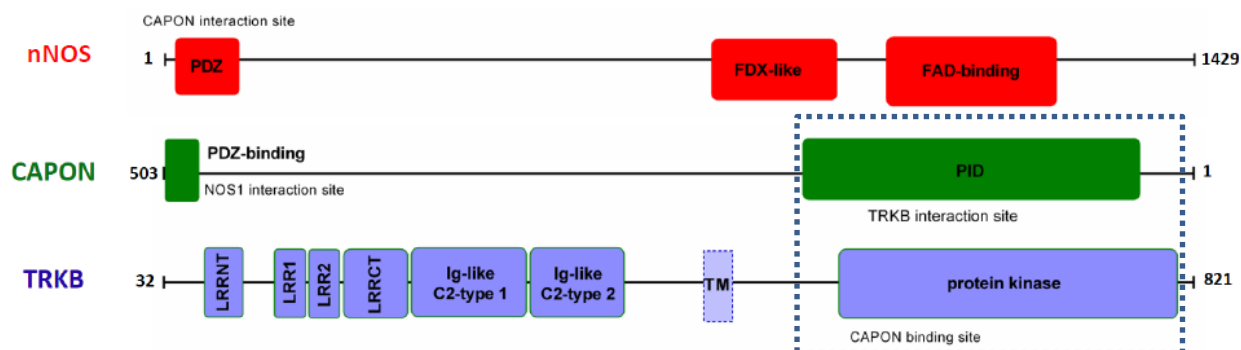 CAPON interaction site
nNOS
1
PDZ
FDX-like
FAD-binding
1429
CAPON
503
PDZ-binding
NOS1 interaction site
PID
1
TRKB interaction site
TRKB
32
LRRNT
LRR1
LRR2
LRRCT
Ig-like
C2-type 1
Ig-like
C2-type 2
TM
protein kinase
821
CAPON binding site